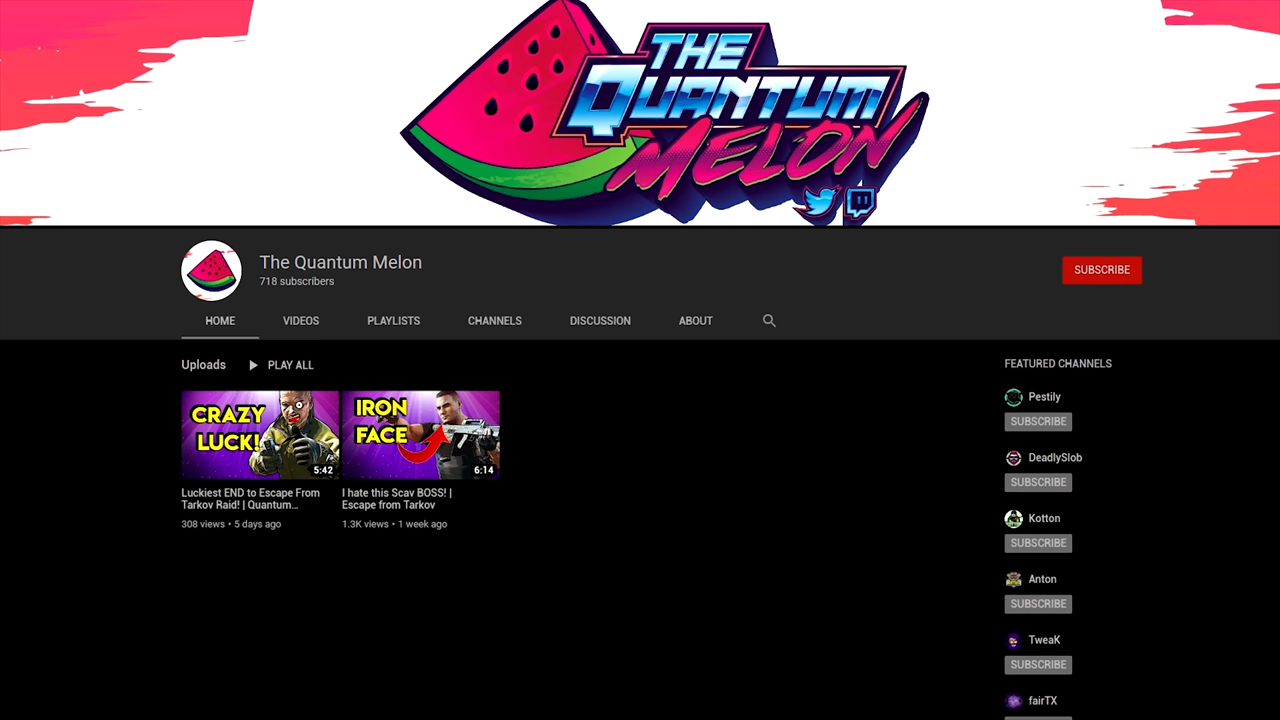 THE
QUANTUM
MELON
The Quantum Melon
718 subscribers
SUBSCRIBE
HOME VIDEOS PLAYLISTS CHANNELS DISCUSSION ABOUT
Uploads PLAY ALL
CRAZY
LUCK!
5:42
IRON
FACE
6:14
Luckiest END to Escape From
Tarkov Raid! | Quantum...
308 views • 5 days ago
I hate this Scav BOSS! |
Escape from Tarkov
1.3K views • 1 week ago
FEATURED CHANNELS
Pestily
SUBSCRIBE
DeadlySlob
SUBSCRIBE
Kotton
SUBSCRIBE
Anton
SUBSCRIBE
TweaK
SUBSCRIBE
fairTX